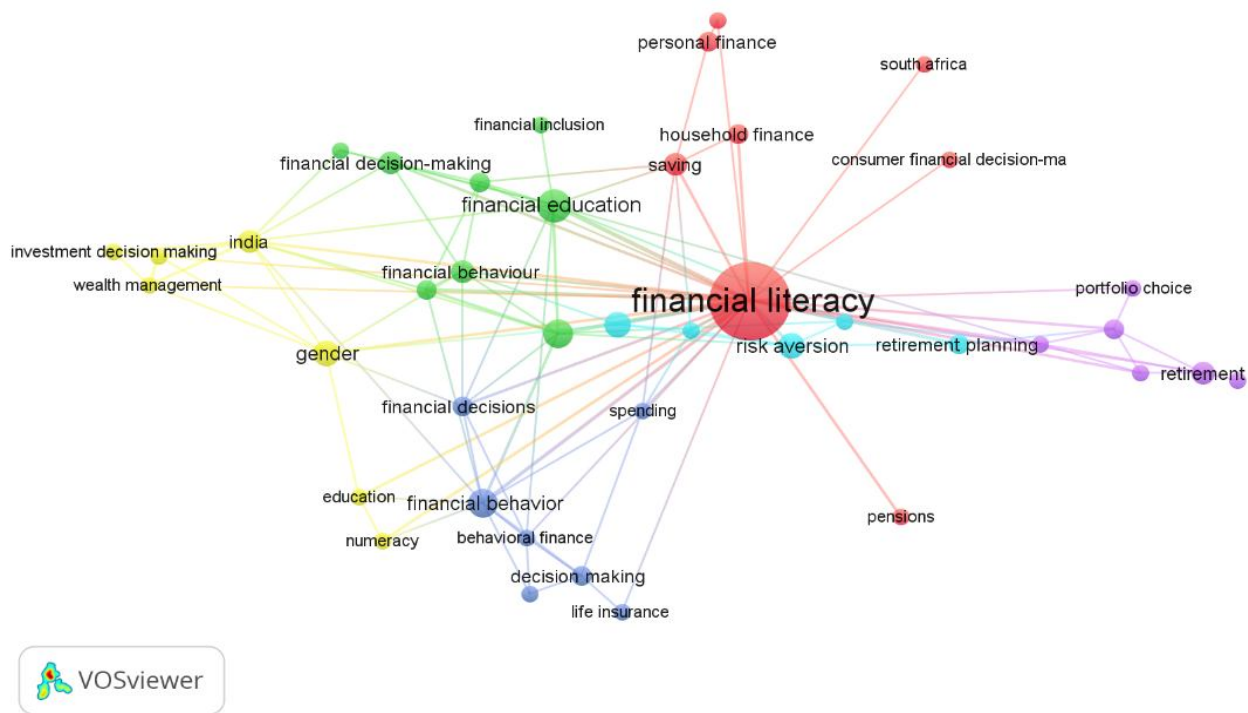 personal finance
south africa
financial inclusion
household finance
financial decision-making
saving
consumer financial decision-ma
financial education
india
investment decision making
financial behaviour
wealth management
financial literacy
portfolio choice
gender
risk aversion
retirement planning
retirement
financial decisions
spending
education
financial behavior
pensions
numeracy
behavioral finance
decision making
life insurance
VOSviewer